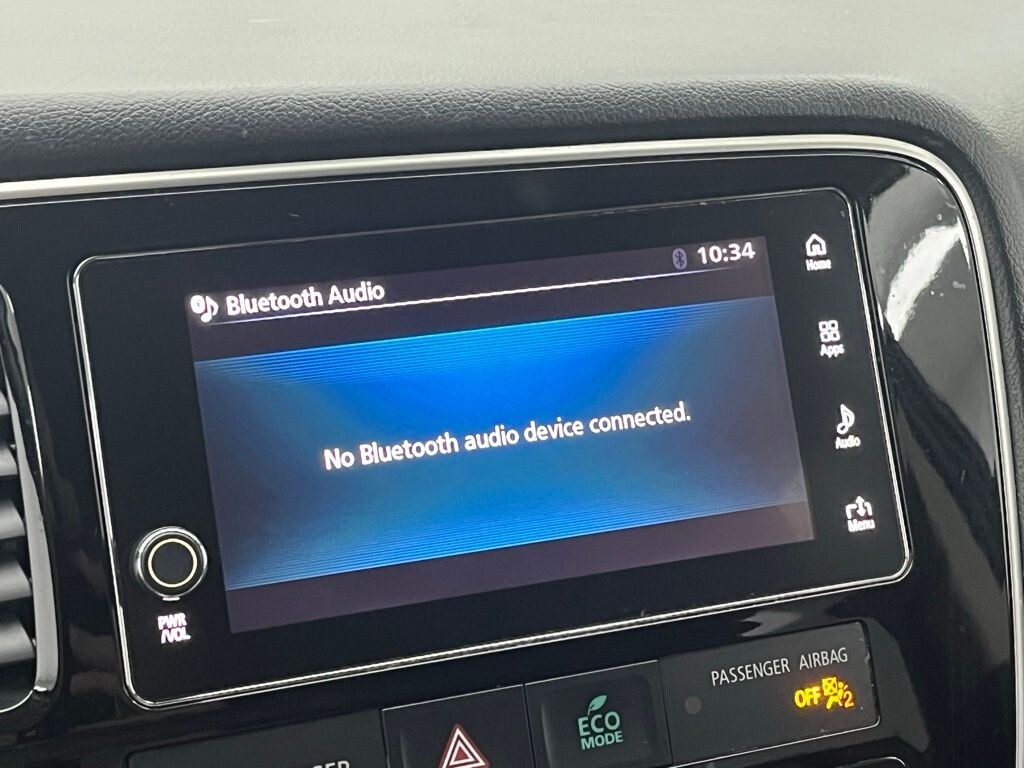 10:34
Bluetooth Audio
No Bluetooth audio device connected.
Home
Apps
Audio
Menu
PWR
/VOL
PASSENGER AIRBAG
OFF 2
ECO
MODE